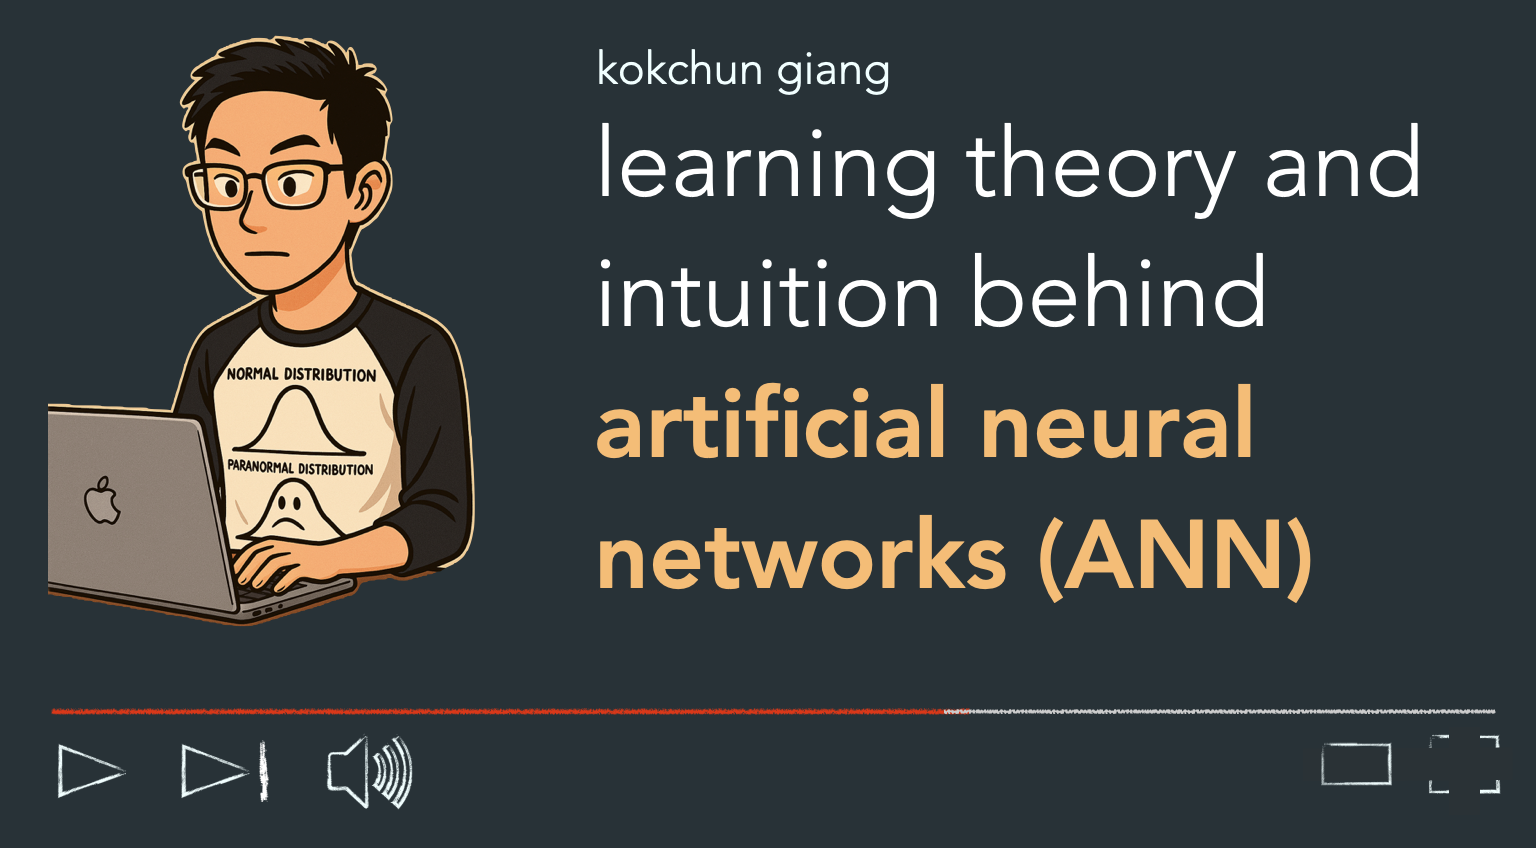 kokchun giang
learning theory and
intuition behind
artificial neural
networks (ANN)
NORMAL DISTRIBUTION
PARANORMAL DISTRIBUTION